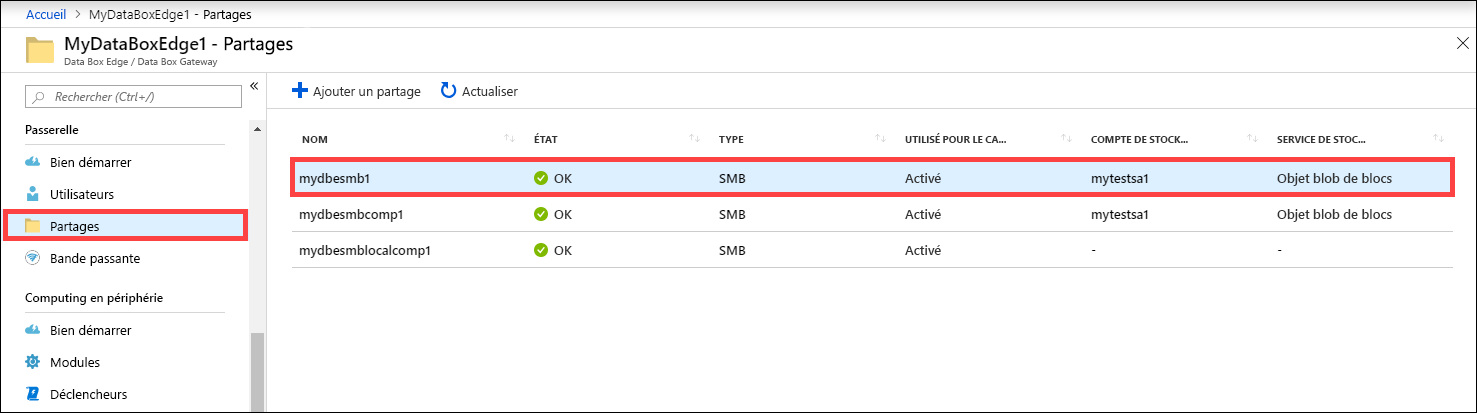 Accueil > MyDataBoxEdge1 - Partages
MyDataBoxEdge1 - Partages
Data Box Edge / Data Box Gateway
Rechercher (Ctrl+/)
«
Passerelle
Bien démarrer
Utilisateurs
Partages
Bande passante
Computing en périphérie
Bien démarrer
Modules
Déclencheurs
Ajouter un partage Actualiser
NOM ÉTAT TYPE UTILISÉ POUR LE CA... COMPTE DE STOCK... SERVICE DE STOC...
mydbesmb1 OK SMB Activé mytestsa1 Objet blob de blocs
mydbesmbcomp1 OK SMB Activé mytestsa1 Objet blob de blocs
mydbesmblocalcomp1 OK SMB Activé - -